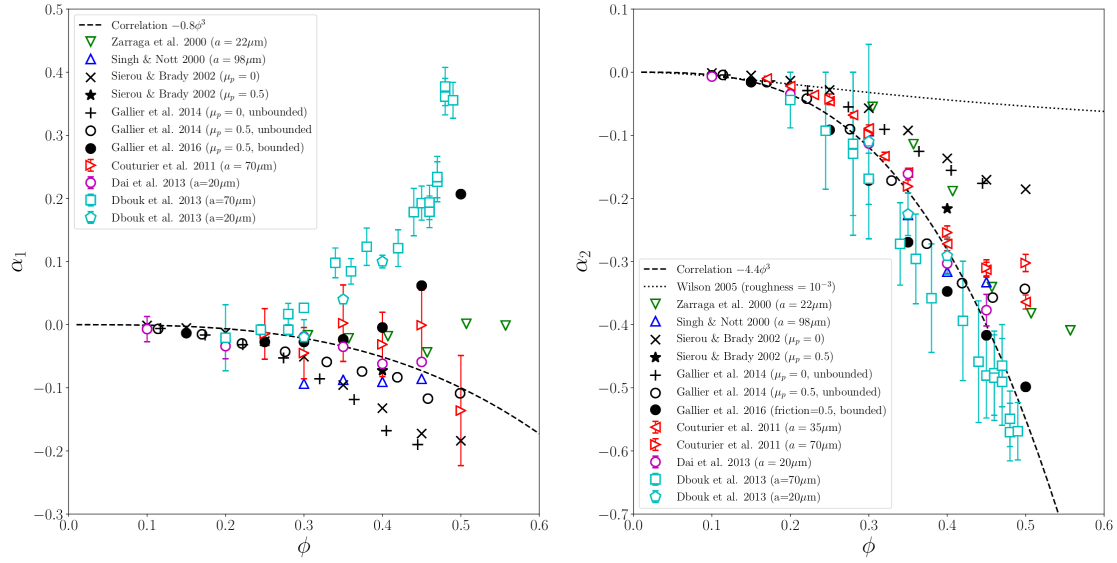 0.5
0.4
0.3
0.2
0.1
0.0
−0.1
−0.2
−0.3
α₁
Correlation −0.8ϕ³
Zarraga et al. 2000 (a = 22μm)
Singh & Nott 2000 (a = 98μm)
Sierou & Brady 2002 (μₚ = 0)
Sierou & Brady 2002 (μₚ = 0.5)
Gallier et al. 2014 (μₚ = 0, unbounded)
Gallier et al. 2014 (μₚ = 0.5, unbounded
Gallier et al. 2016 (μₚ = 0.5, bounded)
Couturier et al. 2011 (a = 70μm)
Dai et al. 2013 (a=20μm)
Dbouk et al. 2013 (a=70μm)
Dbouk et al. 2013 (a=20μm)
0.0 0.1 0.2 0.3 0.4 0.5 0.6
ϕ
0.1
0.0
−0.1
−0.2
−0.3
−0.4
−0.5
−0.6
−0.7
α₂
Correlation −4.4ϕ³
Wilson 2005 (roughness = 10⁻³)
Zarraga et al. 2000 (a = 22μm)
Singh & Nott 2000 (a = 98μm)
Sierou & Brady 2002 (μₚ = 0)
Sierou & Brady 2002 (μₚ = 0.5)
Gallier et al. 2014 (μₚ = 0, unbounded)
Gallier et al. 2014 (μₚ = 0.5, unbounded)
Gallier et al. 2016 (friction=0.5, bounded)
Couturier et al. 2011 (a = 35μm)
Couturier et al. 2011 (a = 70μm)
Dai et al. 2013 (a = 20μm)
Dbouk et al. 2013 (a=70μm)
Dbouk et al. 2013 (a=20μm)
0.0 0.1 0.2 0.3 0.4 0.5 0.6
ϕ